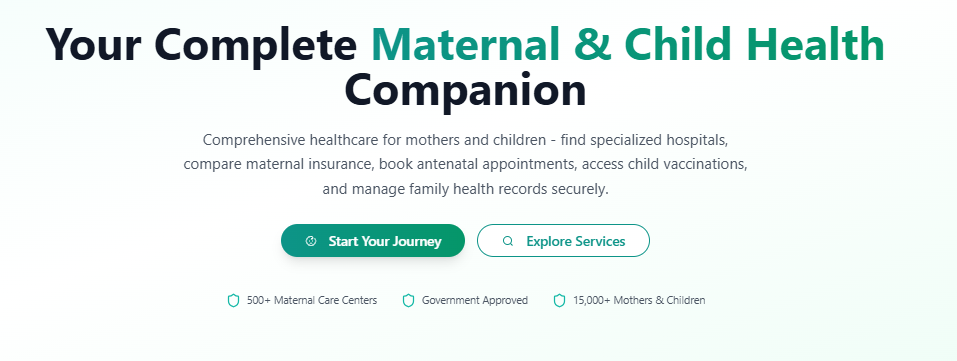 Your Complete Maternal & Child Health
Companion
Comprehensive healthcare for mothers and children - find specialized hospitals,
compare maternal insurance, book antenatal appointments, access child vaccinations,
and manage family health records securely.
Start Your Journey
Explore Services
500+ Maternal Care Centers
Government Approved
15,000+ Mothers & Children